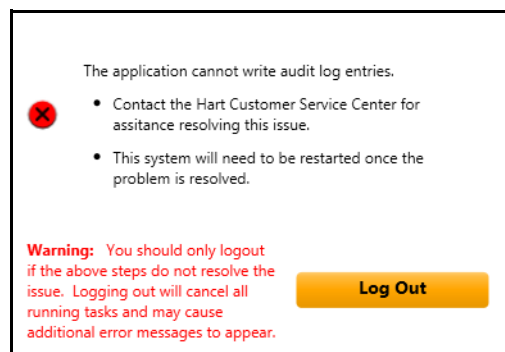 The application cannot write audit log entries.
• Contact the Hart Customer Service Center for
assitance resolving this issue.
• This system will need to be restarted once the
problem is resolved.
Warning: You should only logout
if the above steps do not resolve the
issue. Logging out will cancel all
running tasks and may cause
additional error messages to appear.
Log Out